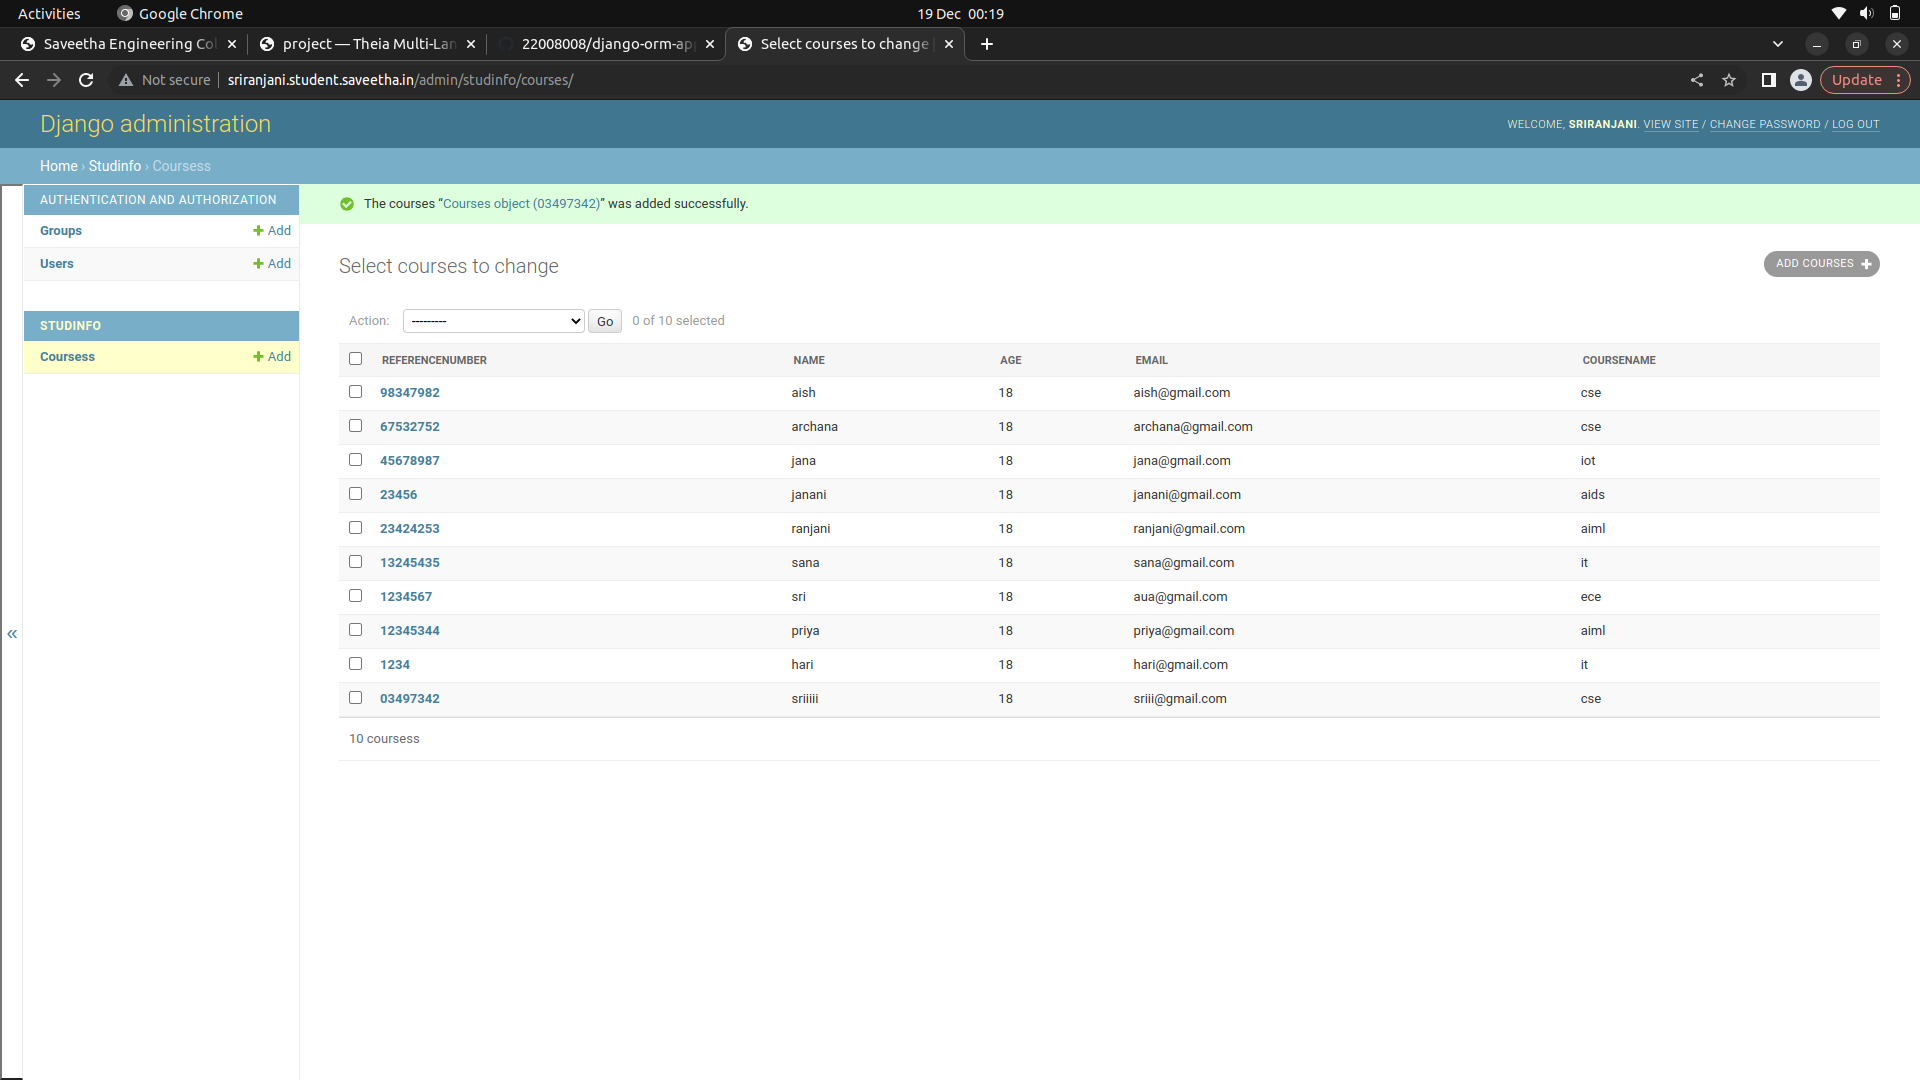 Activities Google Chrome 19 Dec 00:19
Saveetha Engineering Col project — Theia Multi-Lan 22008008/django-orm-app Select courses to change
Not secure sriranjani.student.saveetha.in/admin/studinfo/courses/ Update
Django administration WELCOME, SRIRANJANI. VIEW SITE / CHANGE PASSWORD / LOG OUT
Home › Studinfo › Coursess
AUTHENTICATION AND AUTHORIZATION
Groups Add
Users Add
STUDINFO
Coursess Add
«
The courses “Courses object (03497342)” was added successfully.
Select courses to change ADD COURSES
Action: --------- Go 0 of 10 selected
REFERENCENUMBER NAME AGE EMAIL COURSENAME
98347982 aish 18 aish@gmail.com cse
67532752 archana 18 archana@gmail.com cse
45678987 jana 18 jana@gmail.com iot
23456 janani 18 janani@gmail.com aids
23424253 ranjani 18 ranjani@gmail.com aiml
13245435 sana 18 sana@gmail.com it
1234567 sri 18 aua@gmail.com ece
12345344 priya 18 priya@gmail.com aiml
1234 hari 18 hari@gmail.com it
03497342 sriiiii 18 sriii@gmail.com cse
10 coursess